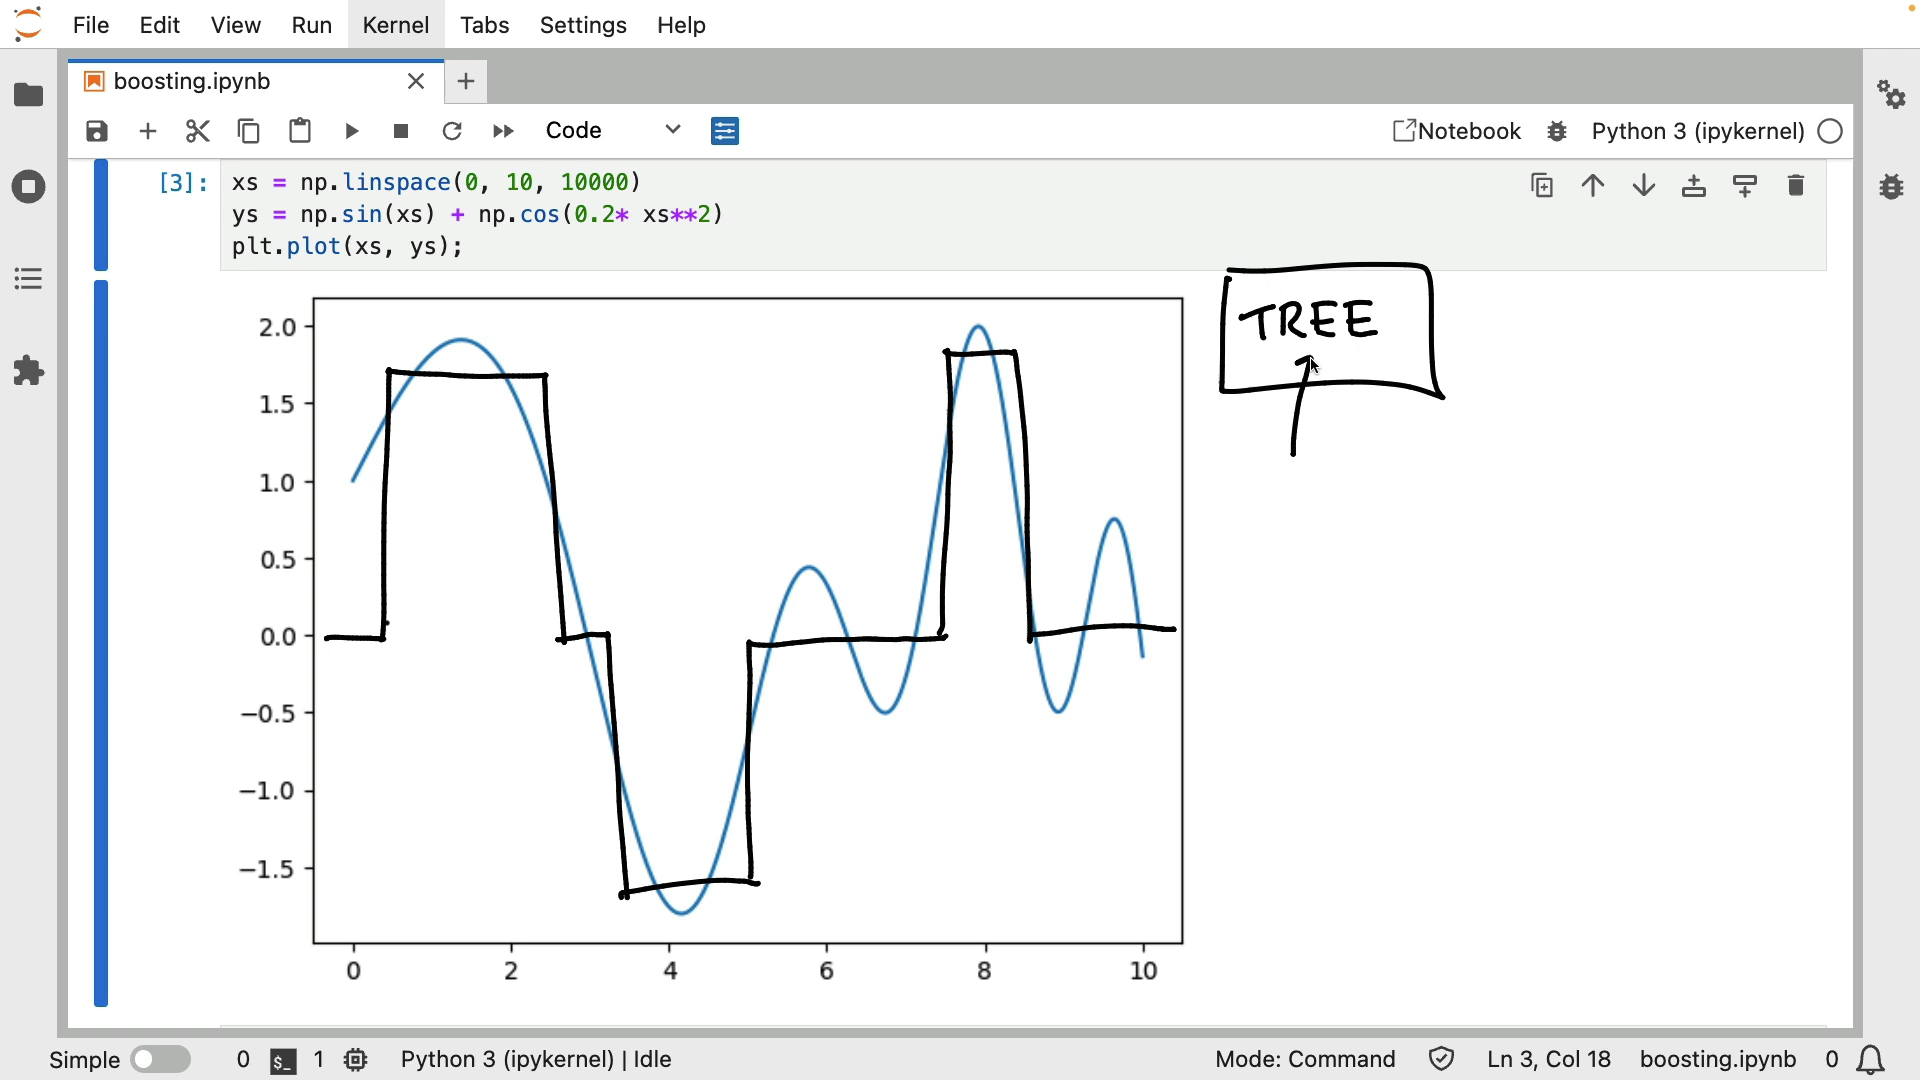 File Edit View Run Kernel Tabs Settings Help
boosting.ipynb
Code
Notebook Python 3 (ipykernel)
[3]: xs = np.linspace(0, 10, 10000)
ys = np.sin(xs) + np.cos(0.2* xs**2)
plt.plot(xs, ys);
TREE
2.0
1.5
1.0
0.5
0.0
−0.5
−1.0
−1.5
0 2 4 6 8 10
Simple 0 $_ 1 Python 3 (ipykernel) | Idle Mode: Command Ln 3, Col 18 boosting.ipynb 0